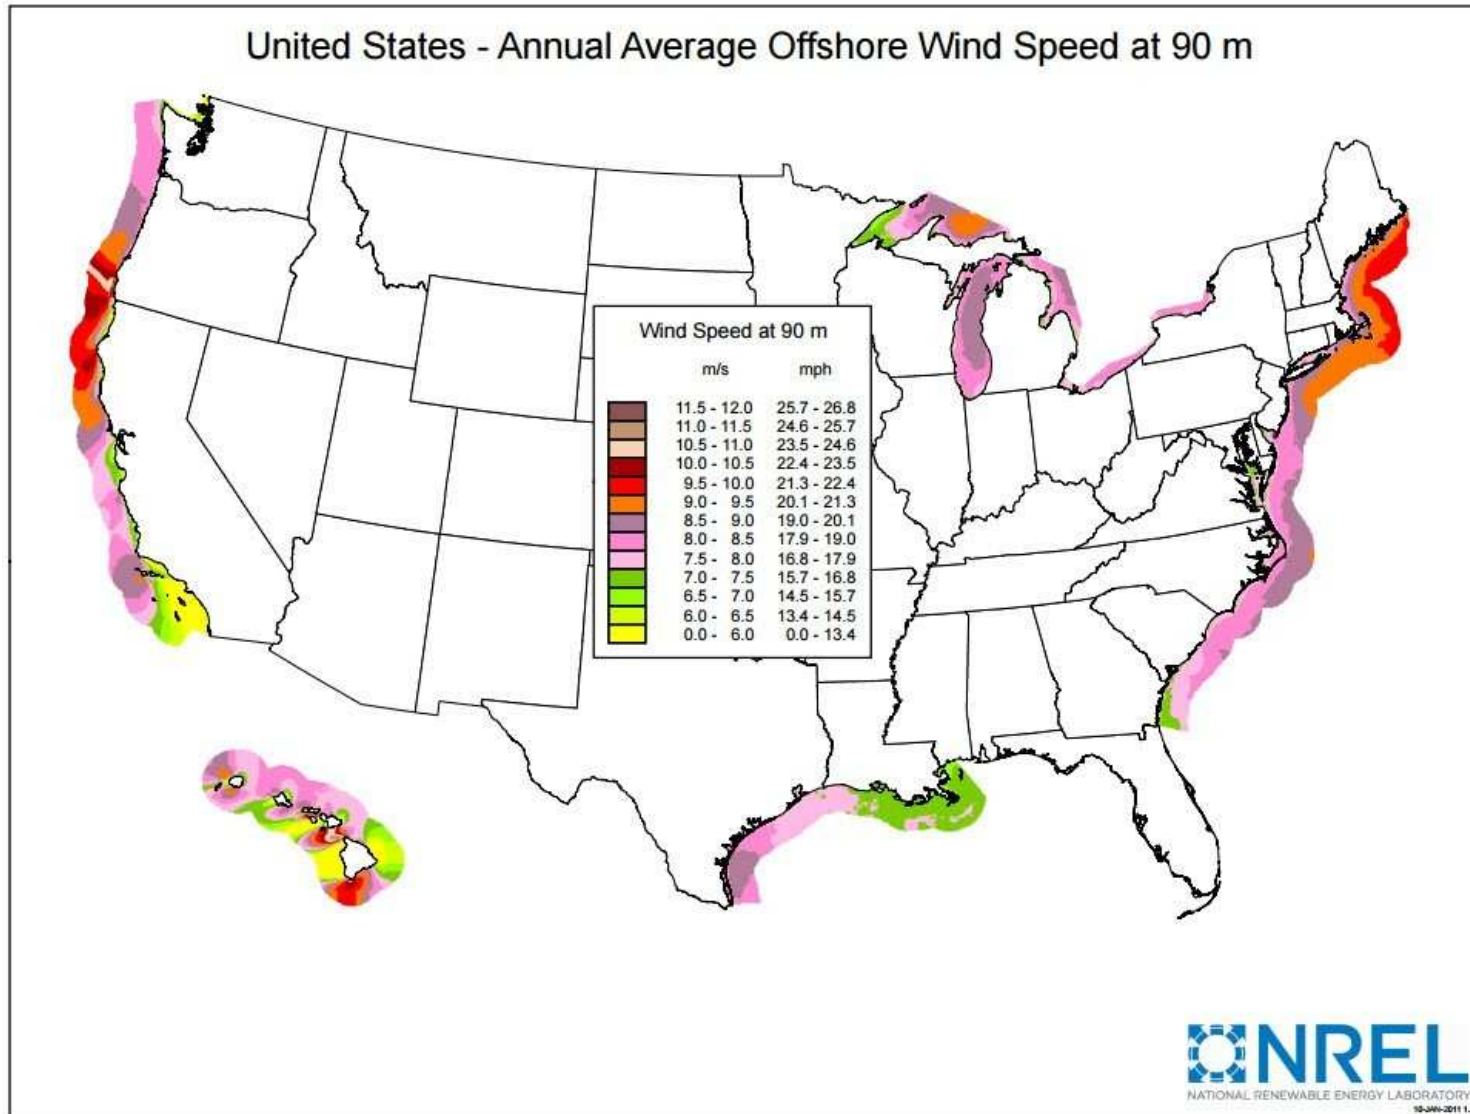 United States - Annual Average Offshore Wind Speed at 90 m
Wind Speed at 90 m
m/s mph
11.5 - 12.0 25.7 - 26.8
11.0 - 11.5 24.6 - 25.7
10.5 - 11.0 23.5 - 24.6
10.0 - 10.5 22.4 - 23.5
9.5 - 10.0 21.3 - 22.4
9.0 - 9.5 20.1 - 21.3
8.5 - 9.0 19.0 - 20.1
8.0 - 8.5 17.9 - 19.0
7.5 - 8.0 16.8 - 17.9
7.0 - 7.5 15.7 - 16.8
6.5 - 7.0 14.5 - 15.7
6.0 - 6.5 13.4 - 14.5
0.0 - 6.0 0.0 - 13.4
NREL
NATIONAL RENEWABLE ENERGY LABORATORY
10-JAN-2011 1.